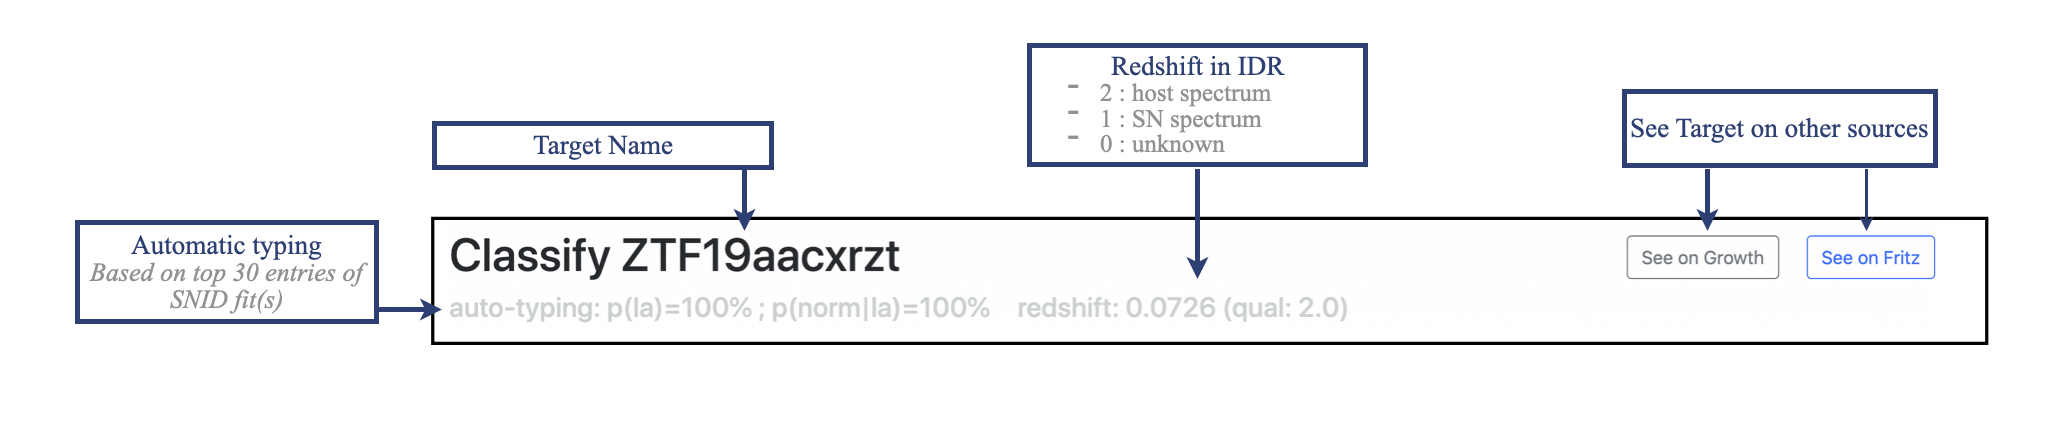 Redshift in IDR
- 2 : host spectrum
- 1 : SN spectrum
- 0 : unknown
See Target on other sources
Target Name
Automatic typing
Based on top 30 entries of
SNID fit(s)
Classify ZTF19aacxrzt
See on Growth
See on Fritz
auto-typing: p(Ia)=100% ; p(norm|Ia)=100% redshift: 0.0726 (qual: 2.0)